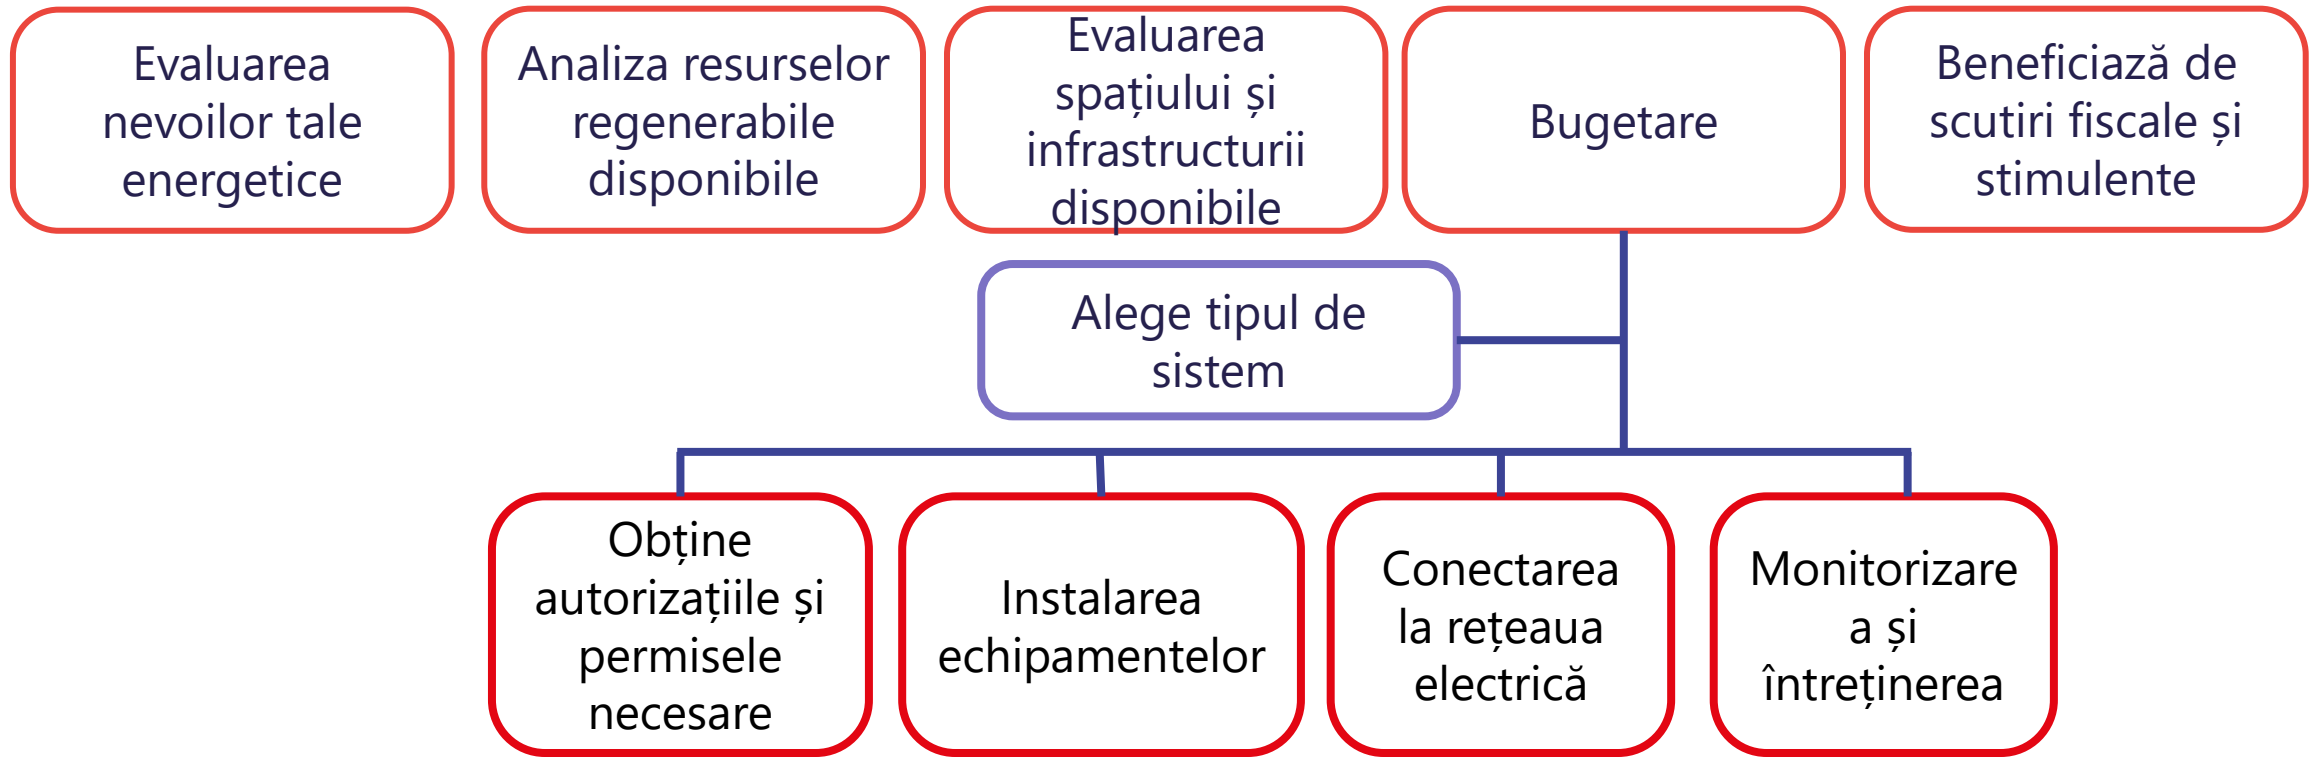 Evaluarea
nevoilor tale
energetice
Analiza resurselor
regenerabile
disponibile
Evaluarea
spațiului și
infrastructurii
disponibile
Bugetare
Beneficiază de
scutiri fiscale și
stimulente
Alege tipul de
sistem
Obține
autorizațiile și
permisele
necesare
Instalarea
echipamentelor
Conectarea
la rețeaua
electrică
Monitorizare
a și
întreținerea